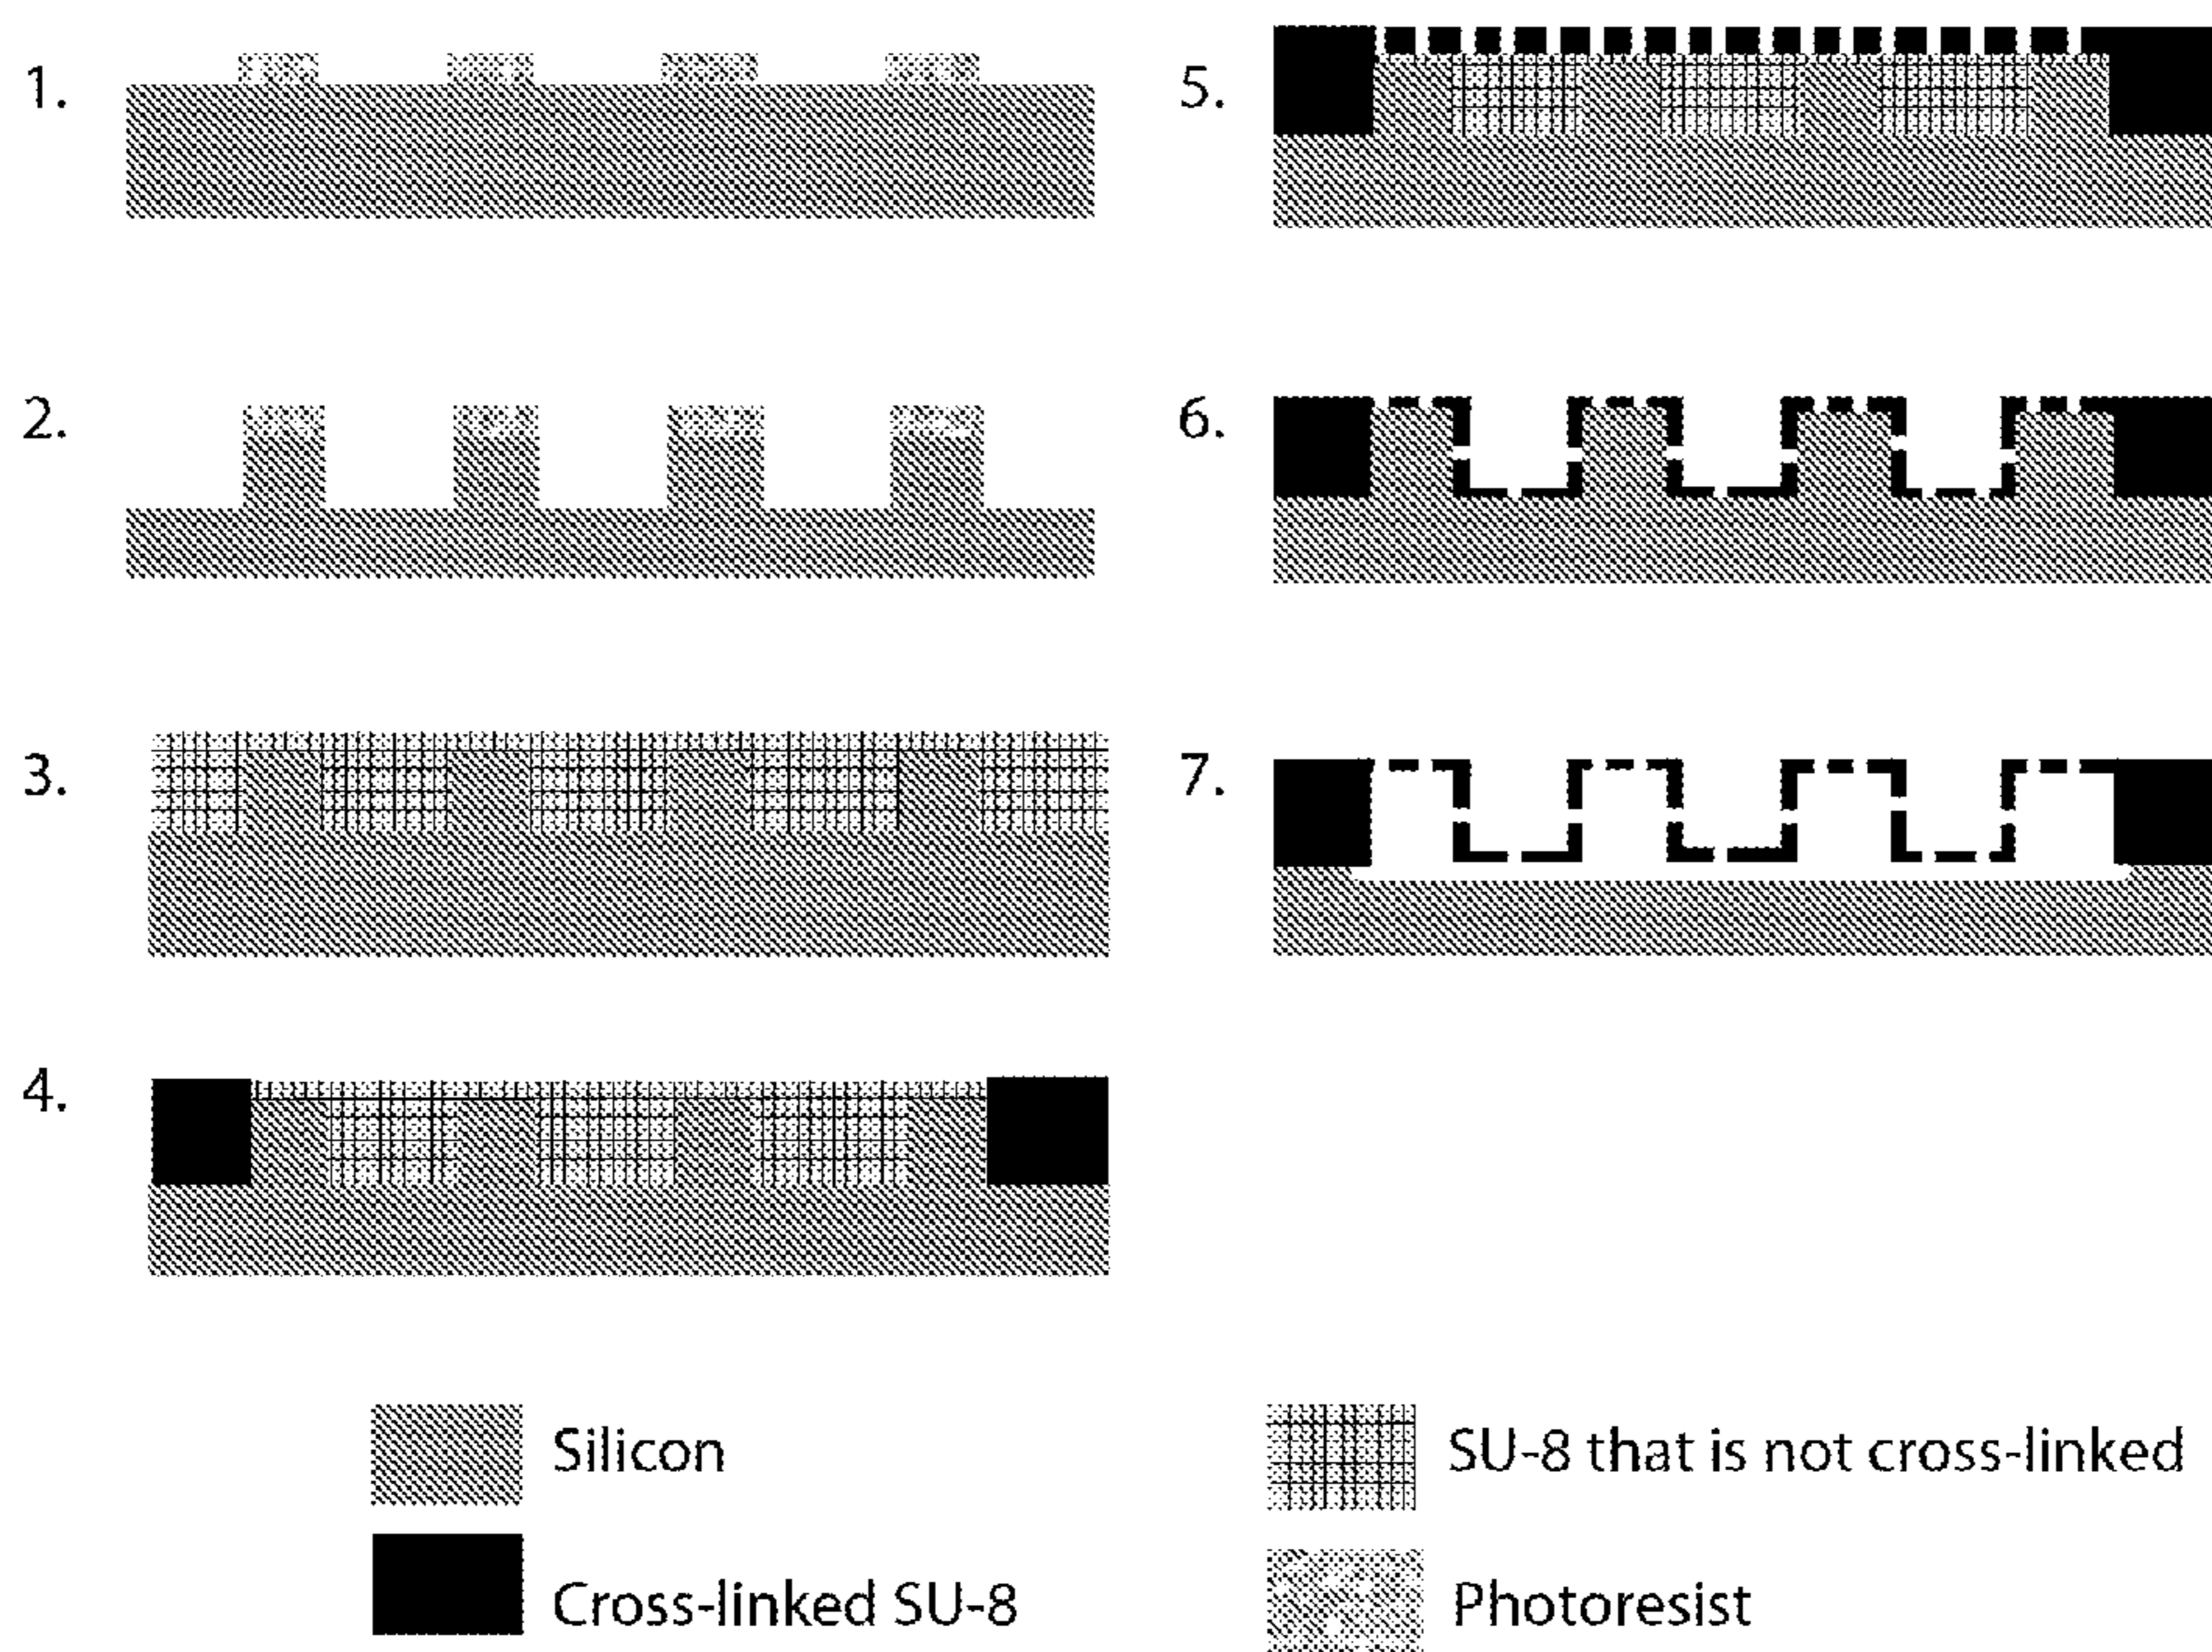 1.
2.
3.
4.
5.
6.
7.
Silicon
Cross-linked SU-8
SU-8 that is not cross-linked
Photoresist